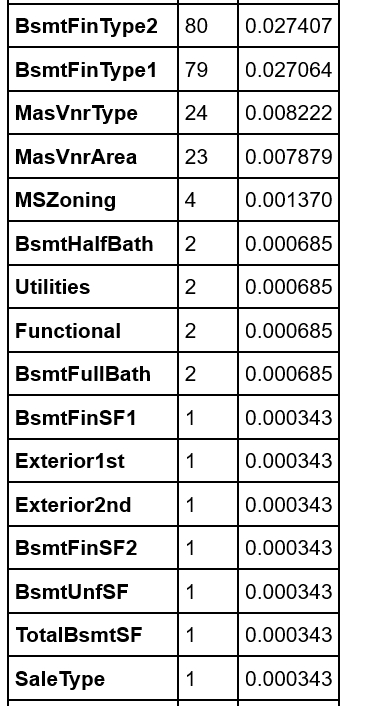 BsmtFinType2 80 0.027407
BsmtFinType1 79 0.027064
MasVnrType 24 0.008222
MasVnrArea 23 0.007879
MSZoning 4 0.001370
BsmtHalfBath 2 0.000685
Utilities 2 0.000685
Functional 2 0.000685
BsmtFullBath 2 0.000685
BsmtFinSF1 1 0.000343
Exterior1st 1 0.000343
Exterior2nd 1 0.000343
BsmtFinSF2 1 0.000343
BsmtUnfSF 1 0.000343
TotalBsmtSF 1 0.000343
SaleType 1 0.000343